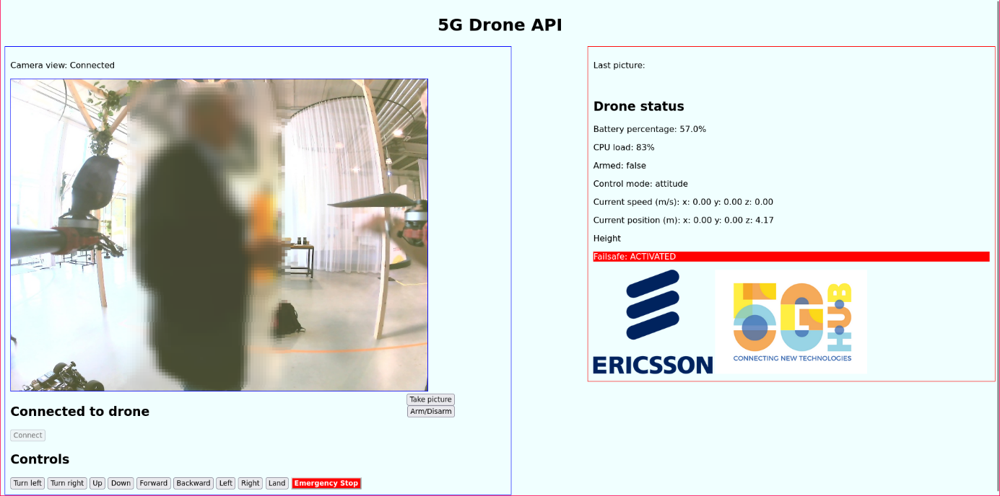 5G Drone API
Camera view: Connected
Take picture
Arm/Disarm
Connected to drone
Connect
Controls
Turn left Turn right Up Down Forward Backward Left Right Land Emergency Stop
Last picture:
Drone status
Battery percentage: 57.0%
CPU load: 83%
Armed: false
Control mode: attitude
Current speed (m/s): x: 0.00 y: 0.00 z: 0.00
Current position (m): x: 0.00 y: 0.00 z: 4.17
Height
Failsafe: ACTIVATED
ERICSSON
5G HUB
CONNECTING NEW TECHNOLOGIES